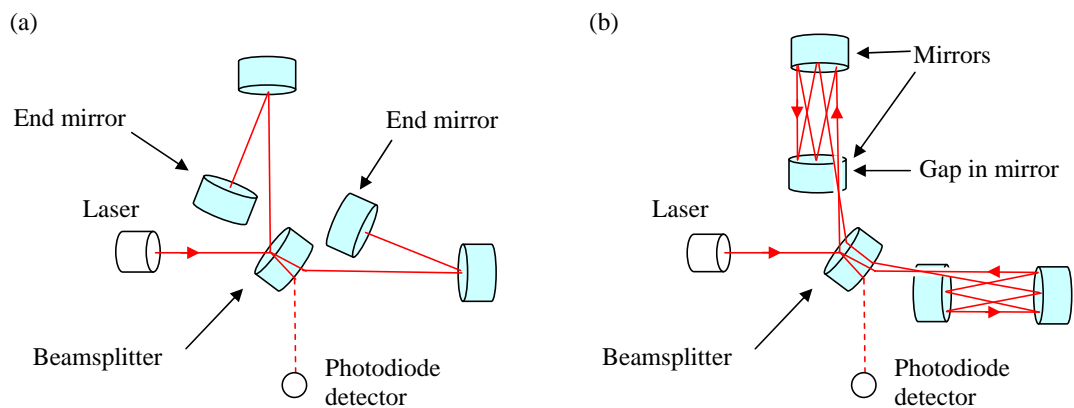 (a)
End mirror
End mirror
Laser
Beamsplitter
Photodiode
detector
(b)
Mirrors
Gap in mirror
Laser
Beamsplitter
Photodiode
detector